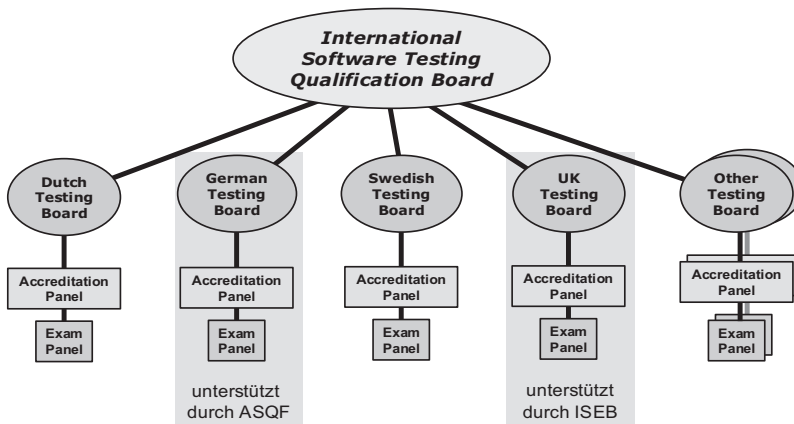 International
Software Testing
Qualification Board
Dutch
Testing
Board
German
Testing
Board
Swedish
Testing
Board
UK
Testing
Board
Other
Testing
Board
Accreditation
Panel
Accreditation
Panel
Accreditation
Panel
Accreditation
Panel
Accreditation
Panel
Exam
Panel
Exam
Panel
Exam
Panel
Exam
Panel
Exam
Panel
unterstützt
durch ASQF
unterstützt
durch ISEB